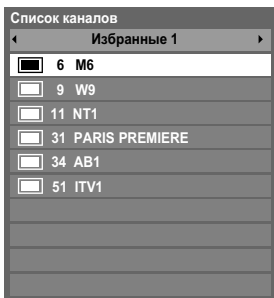 Список каналов
Избранные 1
6 M6
9 W9
11 NT1
31 PARIS PREMIERE
34 AB1
51 ITV1